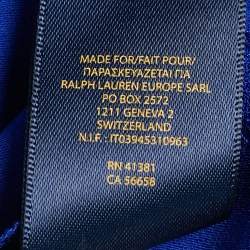 MADE FOR/FAIT POUR/
ΠΑΡΑΣΚΕΥΑΖΕΤΑΙ ΓΙΑ
RALPH LAUREN EUROPE SARL
PO BOX 2572
1211 GENEVA 2
SWITZERLAND
N.I.F.: IT03945310963
RN 41381
CA 56658